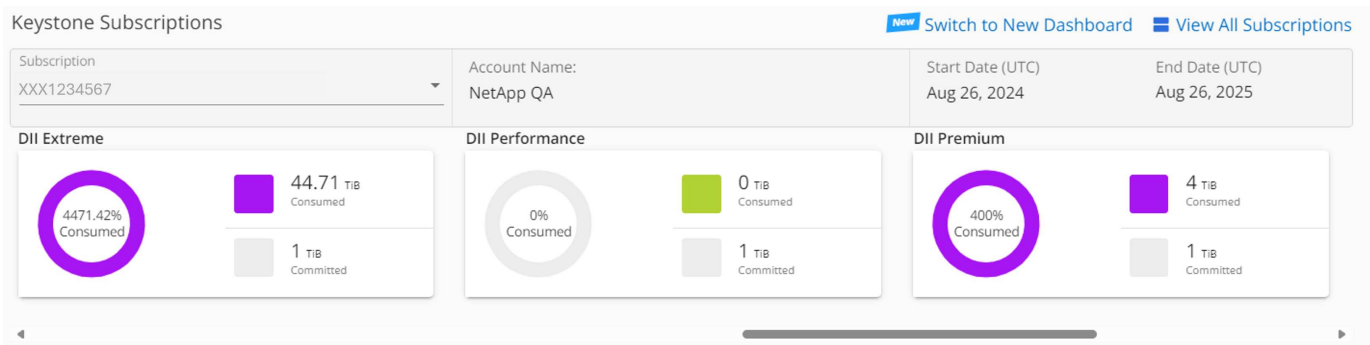 Keystone Subscriptions
New Switch to New Dashboard View All Subscriptions
Subscription
XXX1234567
Account Name:
NetApp QA
Start Date (UTC)
Aug 26, 2024
End Date (UTC)
Aug 26, 2025
DII Extreme
4471.42%
Consumed
44.71 TiB
Consumed
1 TiB
Committed
DII Performance
0%
Consumed
0 TiB
Consumed
1 TiB
Committed
DII Premium
400%
Consumed
4 TiB
Consumed
1 TiB
Committed